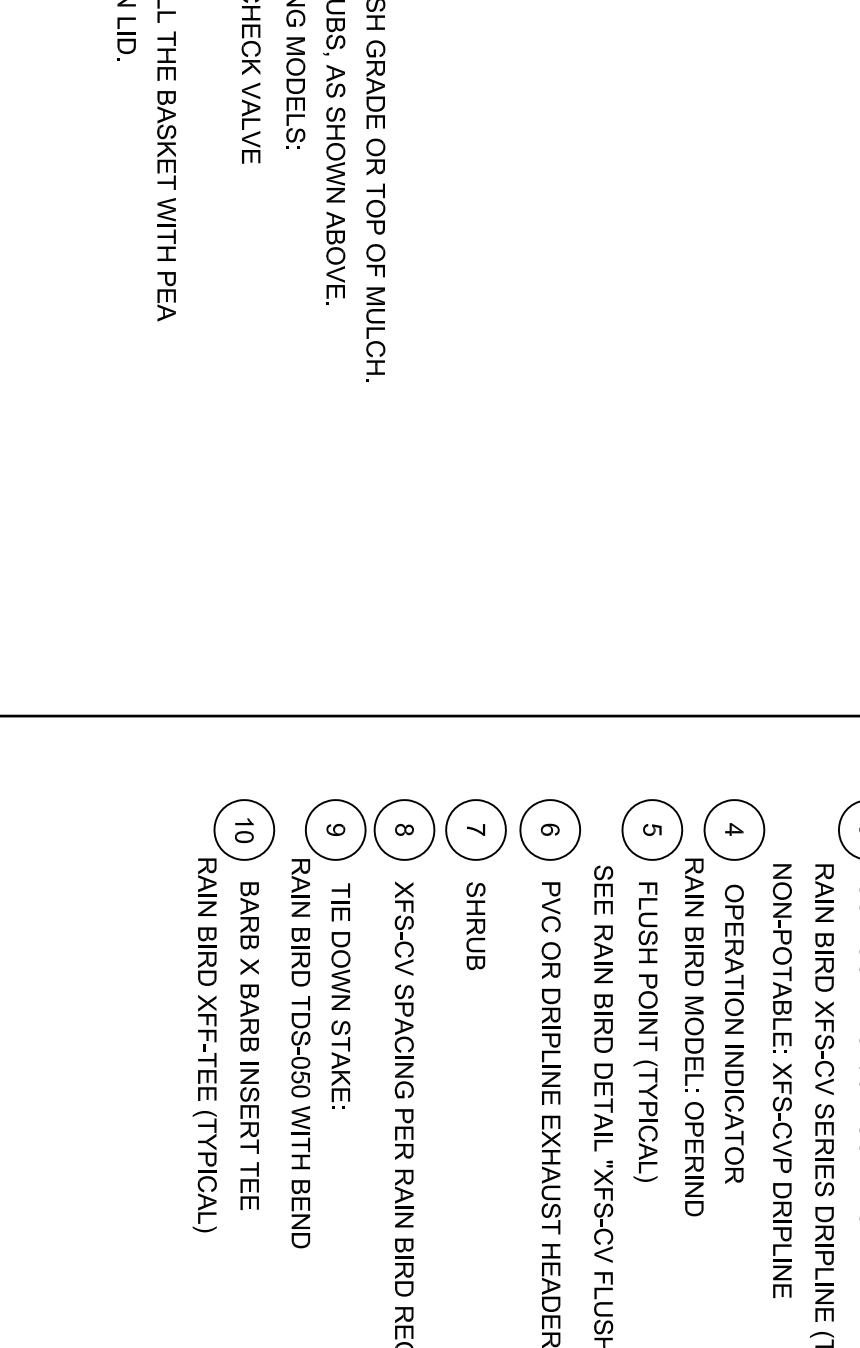 SH GRADE OR TOP OF MULCH.
UBS, AS SHOWN ABOVE.
NG MODELS:
CHECK VALVE
LL THE BASKET WITH PEA
N LID.
RAIN BIRD XFS-CV SERIES DRIPLINE (T
NON-POTABLE: XFS-CVP DRIPLINE
4 OPERATION INDICATOR
RAIN BIRD MODEL: OPERIND
5 FLUSH POINT (TYPICAL)
SEE RAIN BIRD DETAIL "XFS-CV FLUSH
6 PVC OR DRIPLINE EXHAUST HEADER
7 SHRUB
8 XFS-CV SPACING PER RAIN BIRD REC
9 TIE DOWN STAKE:
RAIN BIRD TDS-050 WITH BEND
10 BARB X BARB INSERT TEE
RAIN BIRD XFF-TEE (TYPICAL)